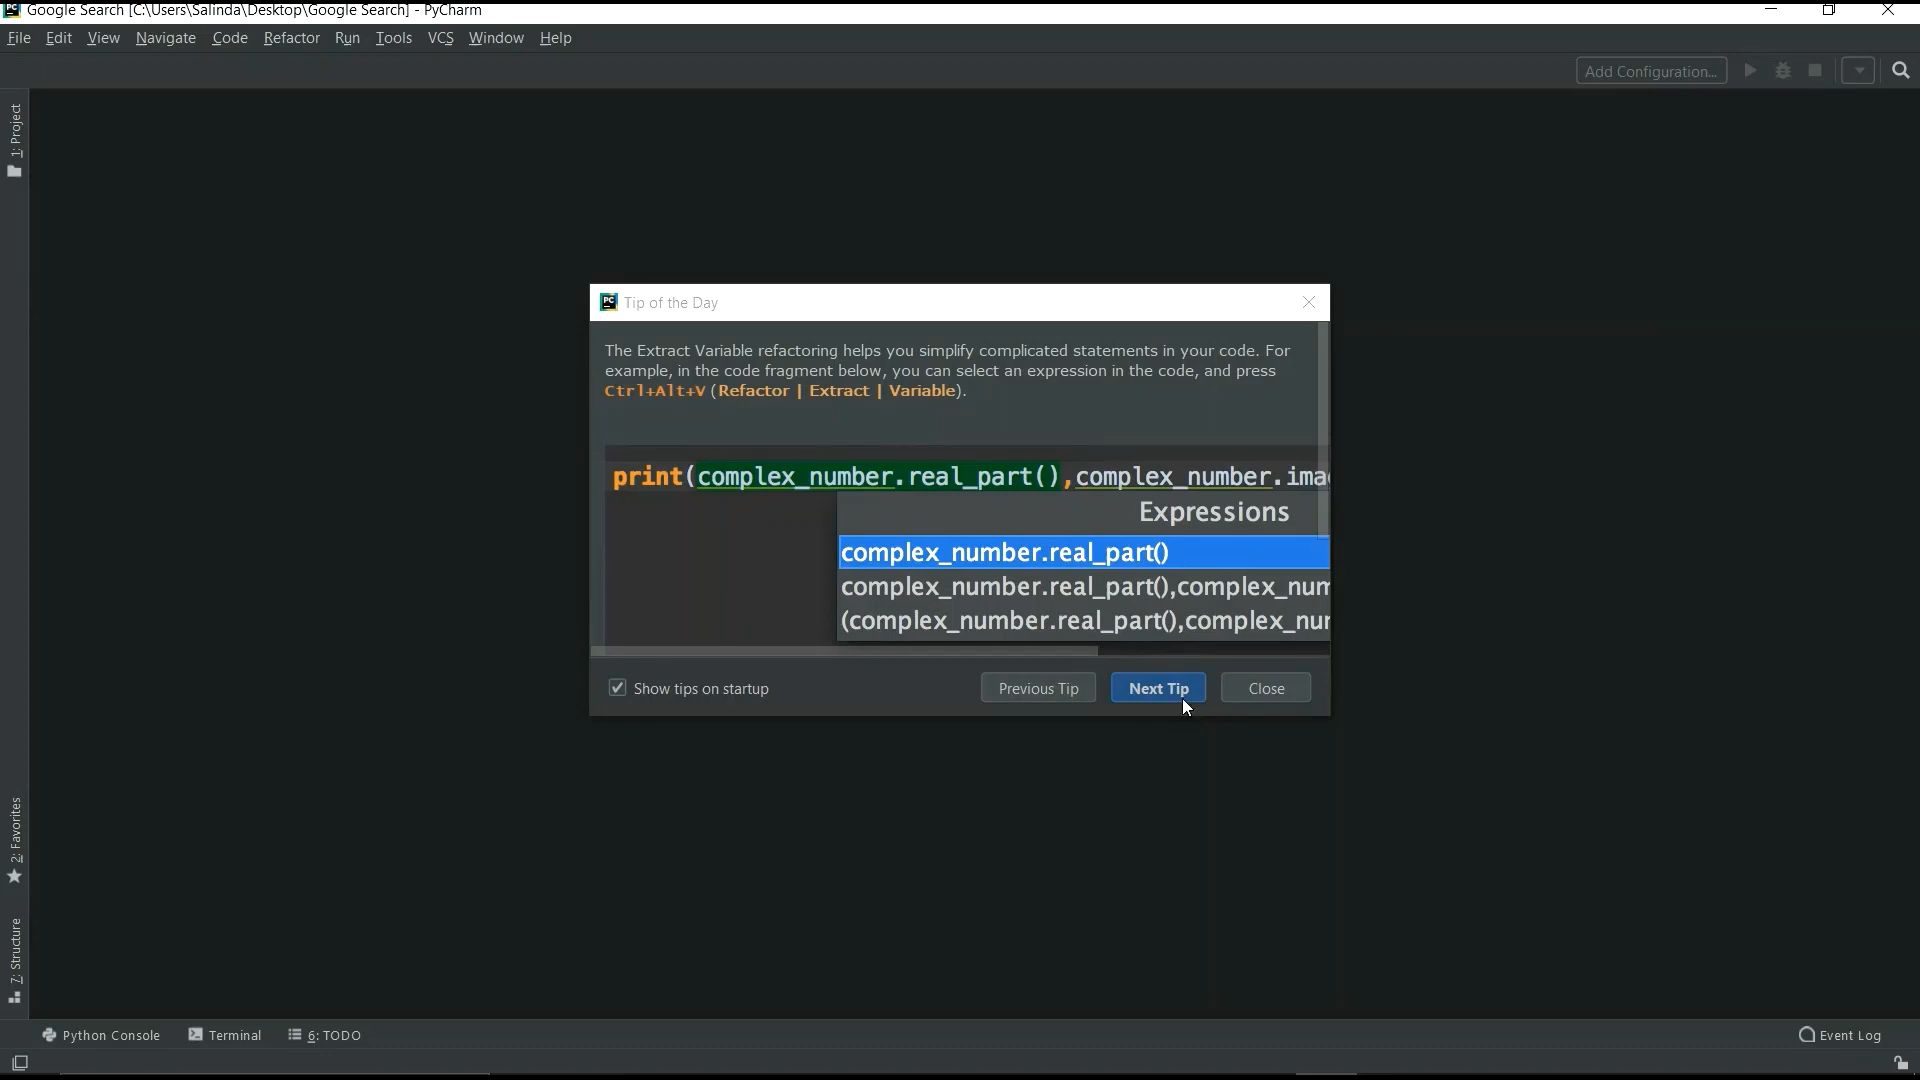 Google Search [C:\Users\Salinda\Desktop\Google Search] - PyCharm
File Edit View Navigate Code Refactor Run Tools VCS Window Help
Add Configuration...
1: Project
PC Tip of the Day
The Extract Variable refactoring helps you simplify complicated statements in your code. For
example, in the code fragment below, you can select an expression in the code, and press
Ctrl+Alt+V (Refactor | Extract | Variable).
print(complex_number.real_part(),complex_number.ima
Expressions
complex_number.real_part()
complex_number.real_part(),complex_num
(complex_number.real_part(),complex_nur
Show tips on startup Previous Tip Next Tip Close
2: Favorites
7: Structure
Python Console Terminal 6: TODO Event Log